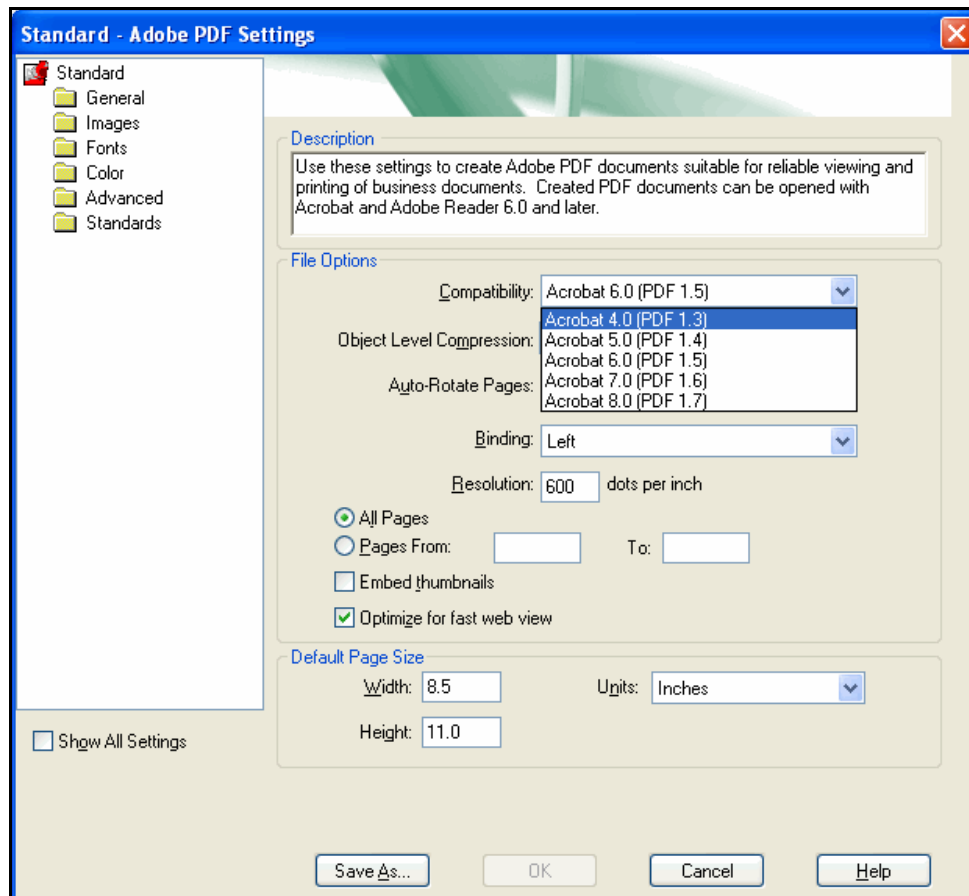 Standard - Adobe PDF Settings
Standard
General
Images
Fonts
Color
Advanced
Standards
Show All Settings
Description
Use these settings to create Adobe PDF documents suitable for reliable viewing and
printing of business documents. Created PDF documents can be opened with
Acrobat and Adobe Reader 6.0 and later.
File Options
Compatibility: Acrobat 6.0 (PDF 1.5)
Acrobat 4.0 (PDF 1.3)
Acrobat 5.0 (PDF 1.4)
Acrobat 6.0 (PDF 1.5)
Acrobat 7.0 (PDF 1.6)
Acrobat 8.0 (PDF 1.7)
Object Level Compression:
Auto-Rotate Pages:
Binding: Left
Resolution: 600 dots per inch
All Pages
Pages From: To:
Embed thumbnails
Optimize for fast web view
Default Page Size
Width: 8.5 Units: Inches
Height: 11.0
Save As... OK Cancel Help